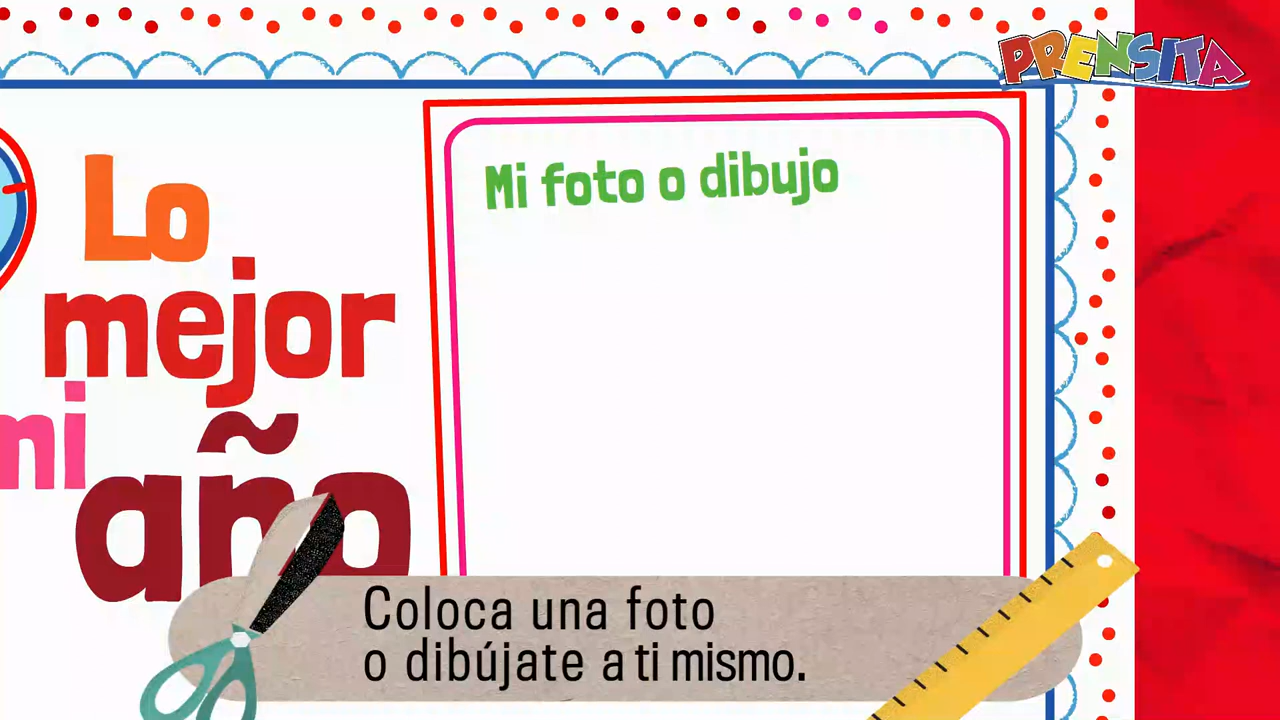 PRENSITA
Mi foto o dibujo
Lo
mejor
mi
año
Coloca una foto
o dibújate a ti mismo.